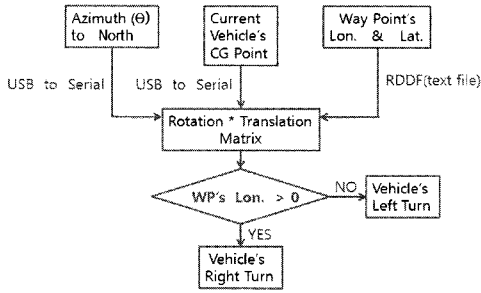 Azimuth (θ)
to North
Current
Vehicle's
CG Point
Way Point's
Lon. & Lat.
USB to Serial
USB to Serial
RDDF(text file)
Rotation * Translation
Matrix
WP's Lon. > 0
NO
Vehicle's
Left Turn
YES
Vehicle's
Right Turn